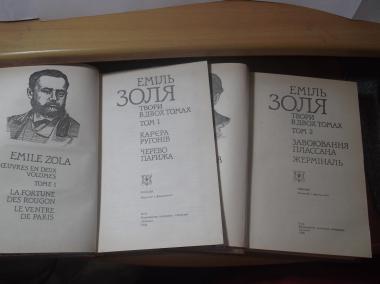 EMILE ZOLA
ŒUVRES EN DEUX
VOLUMES
TOME 1
LA FORTUNE
DES ROUGON
LE VENTRE
DE PARIS
ЕМІЛЬ
ЗОЛЯ
ТВОРИ
В ДВОХ ТОМАХ
ТОМ 1
КАР'ЄРА
РУГОНІВ
ЧЕРЕВО
ПАРИЖА
ЕМІЛЬ
ЗОЛЯ
ТВОРИ
В ДВОХ ТОМАХ
ТОМ 2
ЗАВОЮВАННЯ
ПЛАССАНА
ЖЕРМІНАЛЬ